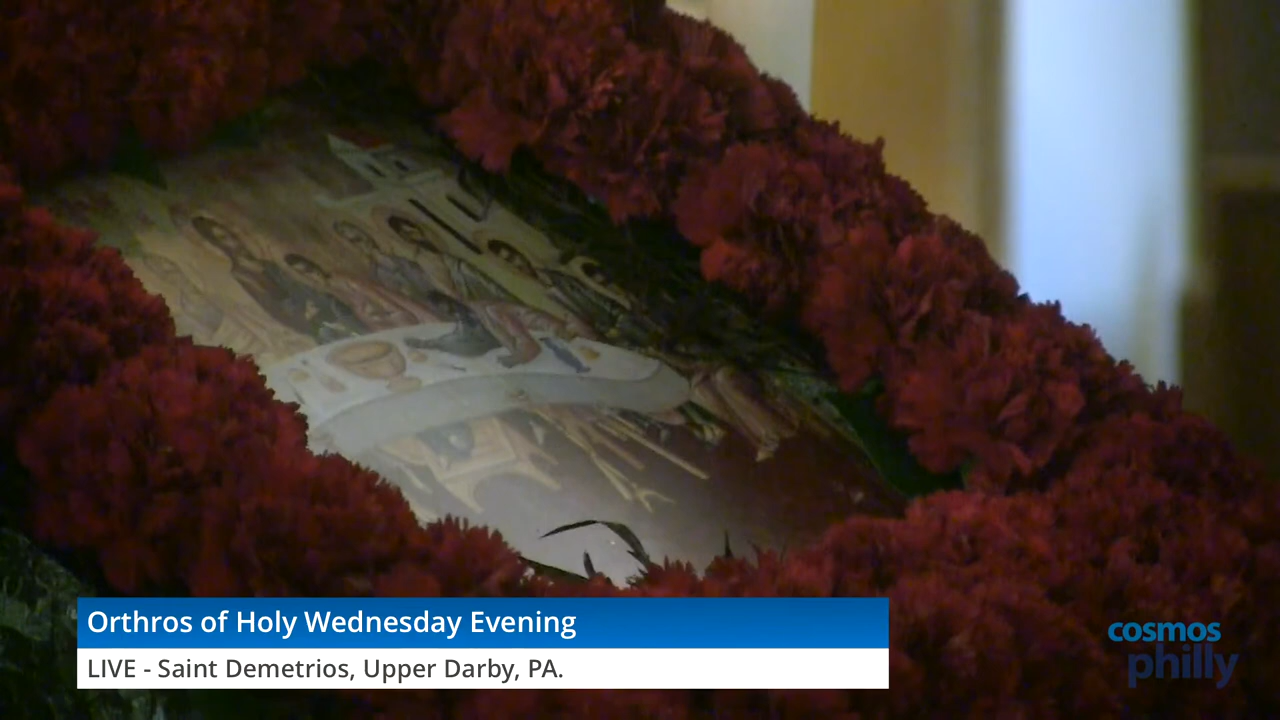 Orthros of Holy Wednesday Evening
LIVE - Saint Demetrios, Upper Darby, PA.
cosmos
philly